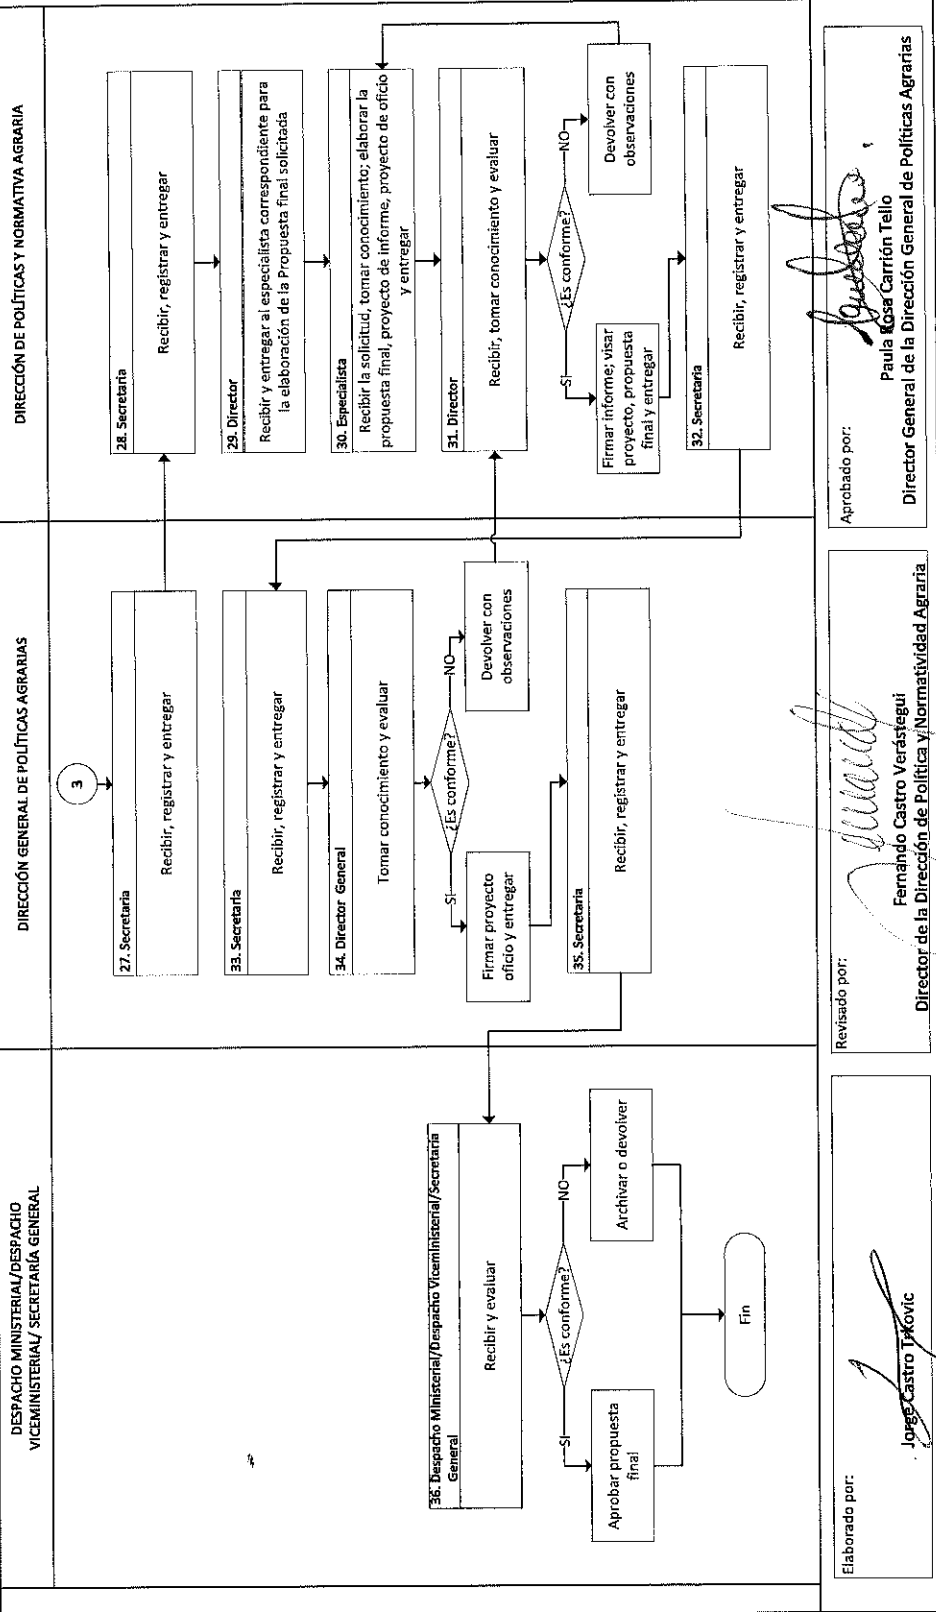 DESPACHO MINISTERIAL/DESPACHO
VICEMINISTERIAL/ SECRETARÍA GENERAL
DIRECCIÓN GENERAL DE POLÍTICAS AGRARIAS
DIRECCIÓN DE POLÍTICAS Y NORMATIVA AGRARIA
3
27. Secretaria
Recibir, registrar y entregar
28. Secretaria
Recibir, registrar y entregar
29. Director
Recibir y entregar al especialista correspondiente para
la elaboración de la Propuesta final solicitada
30. Especialista
Recibir la solicitud, tomar conocimiento; elaborar la
propuesta final, proyecto de informe, proyecto de oficio
y entregar
31. Director
Recibir, tomar conocimiento y evaluar
¿Es conforme?
SI
NO
Devolver con
observaciones
Firmar informe; visar
proyecto, propuesta
final y entregar
32. Secretaria
Recibir, registrar y entregar
33. Secretaria
Recibir, registrar y entregar
34. Director General
Tomar conocimiento y evaluar
¿Es conforme?
SI
NO
Devolver con
observaciones
Firmar proyecto
oficio y entregar
35. Secretaria
Recibir, registrar y entregar
36. Despacho Ministerial/Despacho Viceministerial/Secretaría
General
Recibir y evaluar
¿Es conforme?
SI
NO
Aprobar propuesta
final
Archivar o devolver
Fin
Elaborado por:
Jorge Castro Trkovic
Revisado por:
Fernando Castro Verástegui
Director de la Dirección de Política y Normatividad Agraria
Aprobado por:
Paula Rosa Carrión Tello
Director General de la Dirección General de Políticas Agrarias